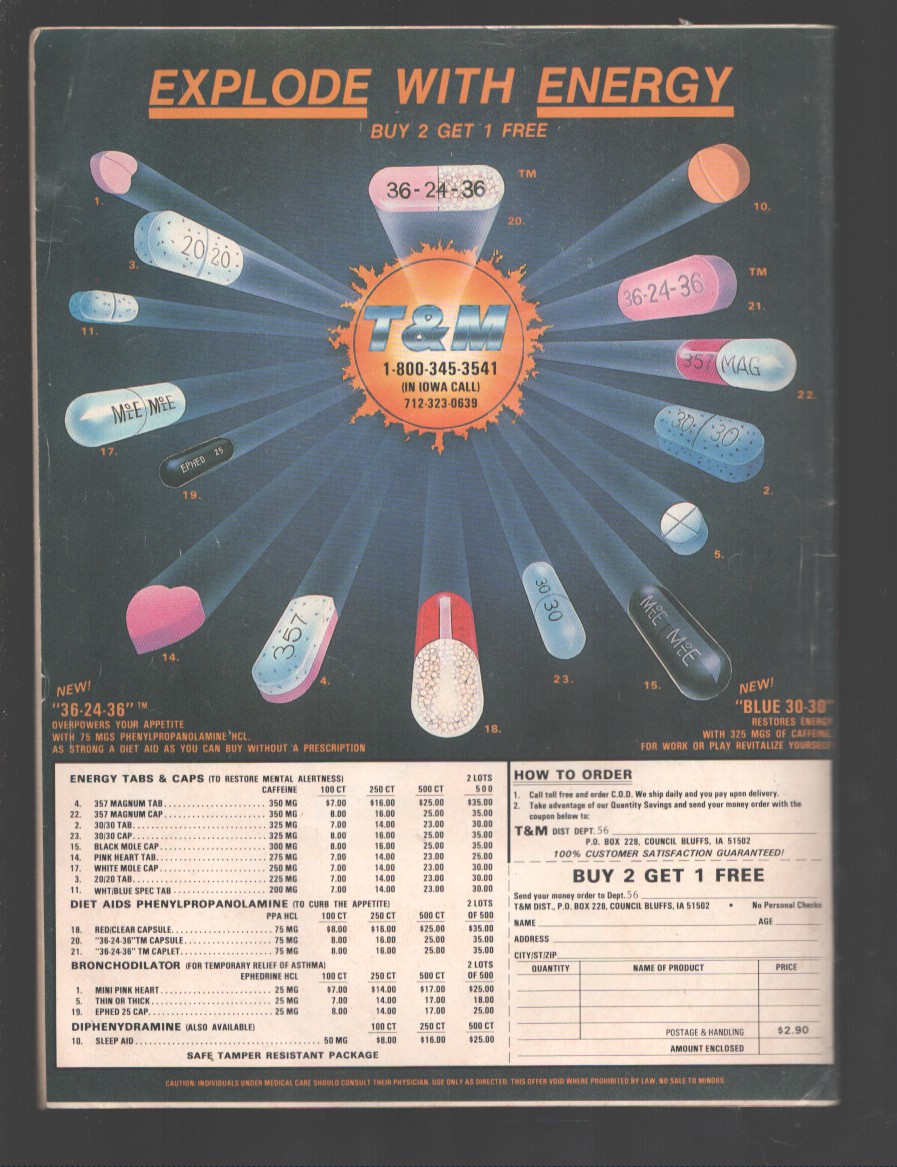 EXPLODE WITH ENERGY
BUY 2 GET 1 FREE
1.
36-24-36
TM
20.
10.
20 20
3.
36-24-36
TM
21.
11.
T&M
1-800-345-3541
(IN IOWA CALL)
712-323-0639
357 MAG
22.
MOLE MOLE
17.
30 30
2.
EPHED 25
19.
5.
14.
357
4.
18.
30 30
23.
MOLE MOLE
15.
NEW!
"36-24-36" TM
OVERPOWERS YOUR APPETITE
WITH 75 MGS PHENYLPROPANOLAMINE HCL.
AS STRONG A DIET AID AS YOU CAN BUY WITHOUT A PRESCRIPTION
NEW!
"BLUE 30-30"
RESTORES ENERGY
WITH 325 MGS OF CAFFEINE.
FOR WORK OR PLAY REVITALIZE YOURSELF
ENERGY TABS & CAPS (TO RESTORE MENTAL ALERTNESS) 2 LOTS
CAFFEINE 100 CT 250 CT 500 CT 500
4. 357 MAGNUM TAB 350 MG $7.00 $16.00 $25.00 $35.00
22. 357 MAGNUM CAP 350 MG 8.00 16.00 25.00 35.00
2. 30/30 TAB 325 MG 7.00 14.00 23.00 30.00
23. 30/30 CAP 325 MG 8.00 16.00 25.00 35.00
15. BLACK MOLE CAP 300 MG 8.00 16.00 25.00 35.00
14. PINK HEART TAB 275 MG 7.00 14.00 23.00 25.00
17. WHITE MOLE CAP 250 MG 7.00 14.00 23.00 30.00
3. 20/20 TAB 225 MG 7.00 14.00 23.00 30.00
11. WHT/BLUE SPEC TAB 200 MG 7.00 14.00 23.00 30.00
DIET AIDS PHENYLPROPANOLAMINE (TO CURB THE APPETITE) 2 LOTS
PPA HCL 100 CT 250 CT 500 CT OF 500
18. RED/CLEAR CAPSULE 75 MG $8.00 $16.00 $25.00 $35.00
20. "36-24-36"TM CAPSULE 75 MG 8.00 16.00 25.00 35.00
21. "36-24-36" TM CAPLET 75 MG 8.00 16.00 25.00 35.00
BRONCHODILATOR (FOR TEMPORARY RELIEF OF ASTHMA) 2 LOTS
EPHEDRINE HCL 100 CT 250 CT 500 CT OF 500
1. MINI PINK HEART 25 MG $7.00 $14.00 $17.00 $25.00
5. THIN OR THICK 25 MG 7.00 14.00 17.00 18.00
19. EPHED 25 CAP 25 MG 8.00 14.00 17.00 25.00
DIPHENYDRAMINE (ALSO AVAILABLE) 100 CT 250 CT 500 CT
10. SLEEP AID 50 MG $8.00 $16.00 $25.00
SAFE TAMPER RESISTANT PACKAGE
HOW TO ORDER
1. Call toll free and order C.O.D. We ship daily and you pay upon delivery.
2. Take advantage of our Quantity Savings and send your money order with the
coupon below to:
T&M DIST DEPT. 56
P.O. BOX 228, COUNCIL BLUFFS, IA 51502
100% CUSTOMER SATISFACTION GUARANTEED!
BUY 2 GET 1 FREE
Send your money order to Dept. 56
T&M DIST., P.O. BOX 228, COUNCIL BLUFFS, IA 51502 • No Personal Checks
NAME AGE
ADDRESS
CITY/ST/ZIP
QUANTITY NAME OF PRODUCT PRICE
POSTAGE & HANDLING $2.90
AMOUNT ENCLOSED
CAUTION: INDIVIDUALS UNDER MEDICAL CARE SHOULD CONSULT THEIR PHYSICIAN. USE ONLY AS DIRECTED. THIS OFFER VOID WHERE PROHIBITED BY LAW. NO SALE TO MINORS.